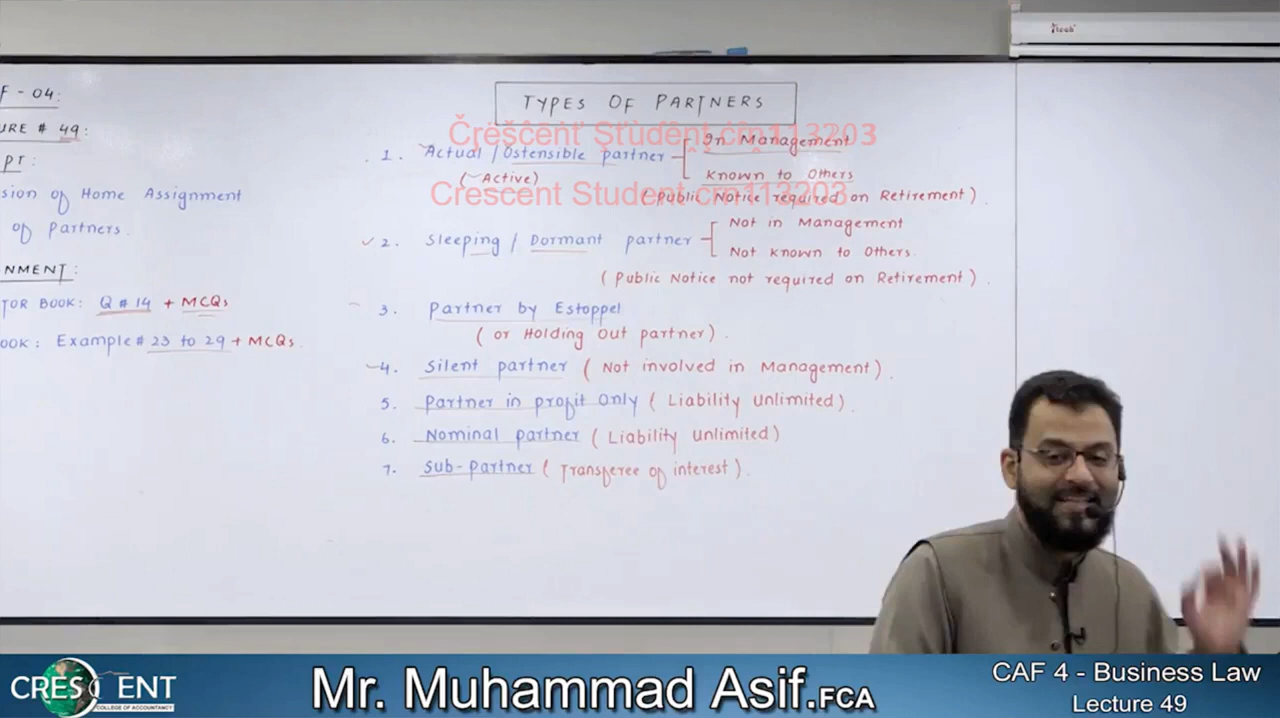 F - 04:
URE # 49:
pr:
sion of Home Assignment
of Partners.
NMENT:
TOR BOOK: Q # 14 + MCQs
OOK: Example # 23 to 29 + MCQs.
TYPES OF PARTNERS
1. Actual / Ostensible partner
In Management
Known to Others
(Active)
(Public Notice required on Retirement).
2. Sleeping / Dormant partner
Not in Management
Not Known to Others.
(Public Notice not required on Retirement).
3. Partner by Estoppel
(or Holding Out partner).
4. Silent partner (Not involved in Management).
5. Partner in profit Only (Liability Unlimited).
6. Nominal partner (Liability unlimited)
7. Sub-Partner (Transferee of interest).
Crescent Student crn113203
Crescent Student crn113203
itech
CRESCENT
COLLEGE OF ACCOUNTANCY
Mr. Muhammad Asif.FCA
CAF 4 - Business Law
Lecture 49